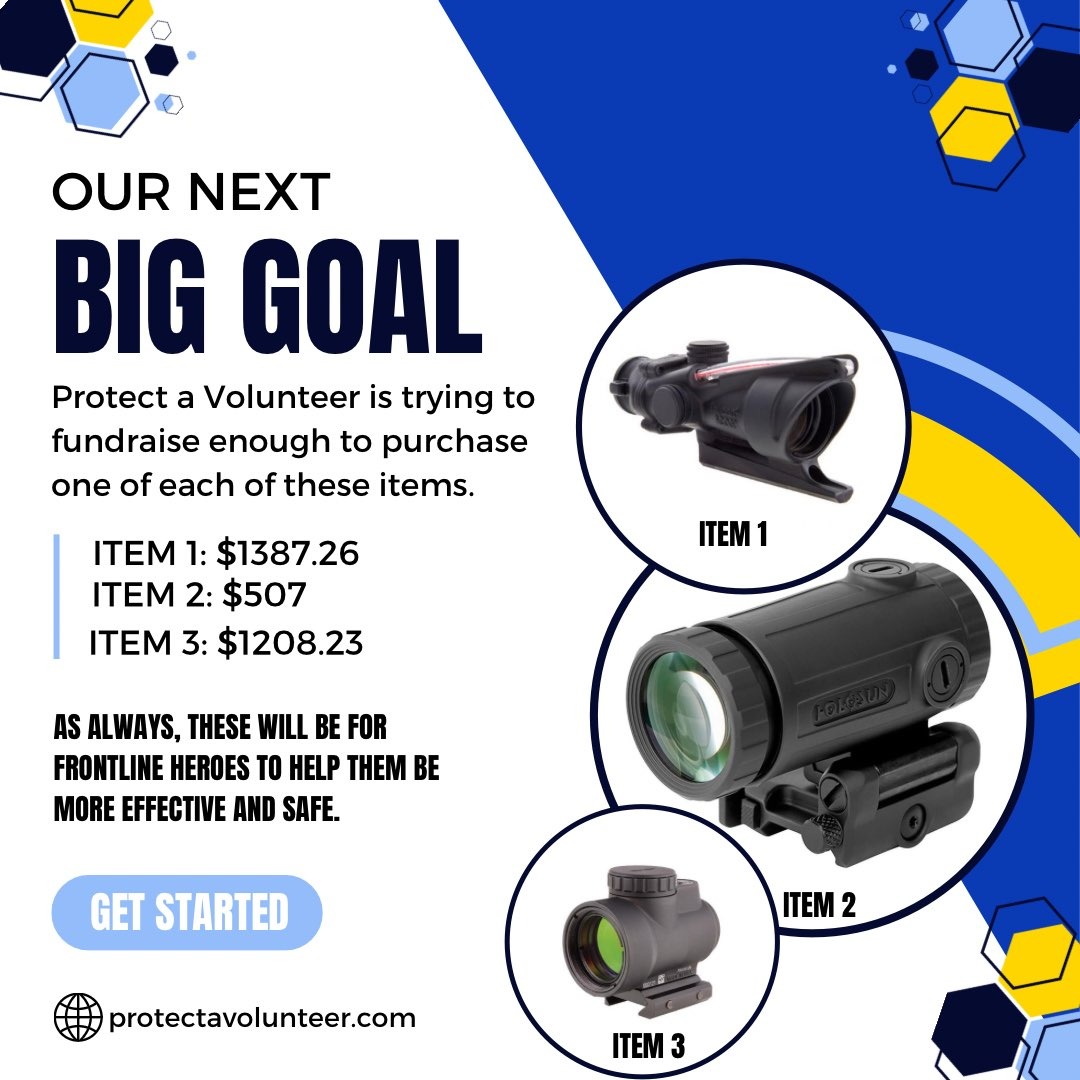 OUR NEXT
BIG GOAL
Protect a Volunteer is trying to
fundraise enough to purchase
one of each of these items.
ITEM 1: $1387.26
ITEM 2: $507
ITEM 3: $1208.23
AS ALWAYS, THESE WILL BE FOR
FRONTLINE HEROES TO HELP THEM BE
MORE EFFECTIVE AND SAFE.
GET STARTED
protectavolunteer.com
ITEM 1
HOLOSUN
ITEM 2
ITEM 3